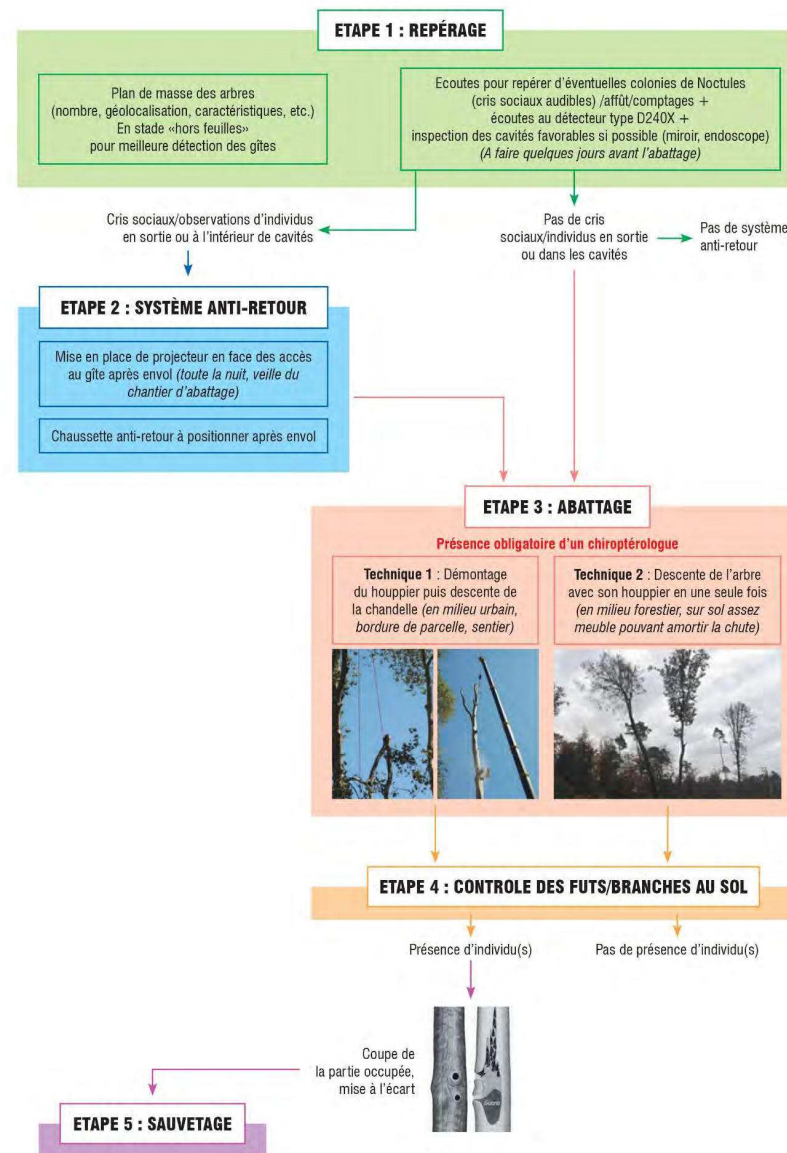 ETAPE 1 : REPÉRAGE
Plan de masse des arbres
(nombre, géolocalisation, caractéristiques, etc.)
En stade «hors feuilles»
pour meilleure détection des gîtes
Ecoutes pour repérer d'éventuelles colonies de Noctules
(cris sociaux audibles) /affût/comptages +
écoutes au détecteur type D240X +
inspection des cavités favorables si possible (miroir, endoscope)
(A faire quelques jours avant l'abattage)
Cris sociaux/observations d'individus
en sortie ou à l'intérieur de cavités
Pas de cris
sociaux/individus en sortie
ou dans les cavités
Pas de système
anti-retour
ETAPE 2 : SYSTÈME ANTI-RETOUR
Mise en place de projecteur en face des accès
au gîte après envol (toute la nuit, veille du
chantier d'abattage)
Chaussette anti-retour à positionner après envol
ETAPE 3 : ABATTAGE
Présence obligatoire d'un chiroptérologue
Technique 1 : Démontage
du houppier puis descente de
la chandelle (en milieu urbain,
bordure de parcelle, sentier)
Technique 2 : Descente de l'arbre
avec son houppier en une seule fois
(en milieu forestier, sur sol assez
meuble pouvant amortir la chute)
ETAPE 4 : CONTROLE DES FUTS/BRANCHES AU SOL
Présence d'individu(s)
Pas de présence d'individu(s)
Coupe de
la partie occupée,
mise à l'écart
ETAPE 5 : SAUVETAGE